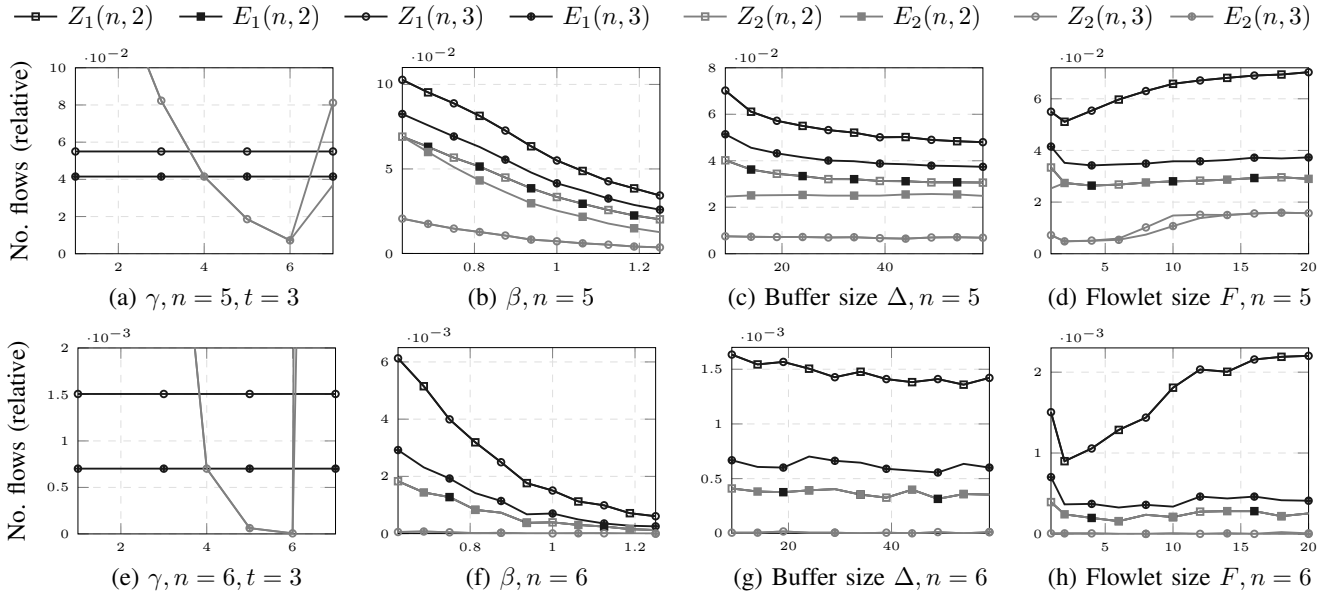 Z₁(n, 2) E₁(n, 2) Z₁(n, 3) E₁(n, 3) Z₂(n, 2) E₂(n, 2) Z₂(n, 3) E₂(n, 3)
No. flows (relative)
·10⁻²
10
8
6
4
2
0
2 4 6
(a) γ, n = 5, t = 3
·10⁻²
10
5
0
0.8 1 1.2
(b) β, n = 5
8
6
4
2
0
20 40
(c) Buffer size Δ, n = 5
·10⁻²
6
4
2
0
5 10 15 20
(d) Flowlet size F, n = 5
No. flows (relative)
·10⁻³
2
1.5
1
0.5
0
2 4 6
(e) γ, n = 6, t = 3
·10⁻³
6
4
2
0
0.8 1 1.2
(f) β, n = 6
·10⁻³
1.5
1
0.5
0
20 40
(g) Buffer size Δ, n = 6
·10⁻³
2
1
0
5 10 15 20
(h) Flowlet size F, n = 6